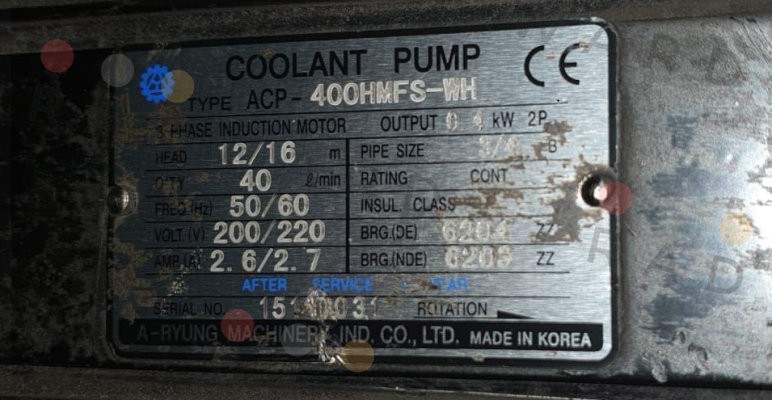 COOLANT PUMP CE
TYPE ACP-400HMFS-WH
3 PHASE INDUCTION MOTOR OUTPUT kW 2P
HEAD 12/16 m PIPE SIZE B
Q'TY 40 ℓ/min RATING CONT
FREQ.(Hz) 50/60 INSUL. CLASS
VOLT.(V) 200/220 BRG.(DE) 6204 ZZ
AMP.(A) 2.6/2.7 BRG.(NDE) ZZ
AFTER SERVICE YEAR
SERIAL NO. ROTATION
A-RYUNG MACHINERY IND. CO., LTD. MADE IN KOREA